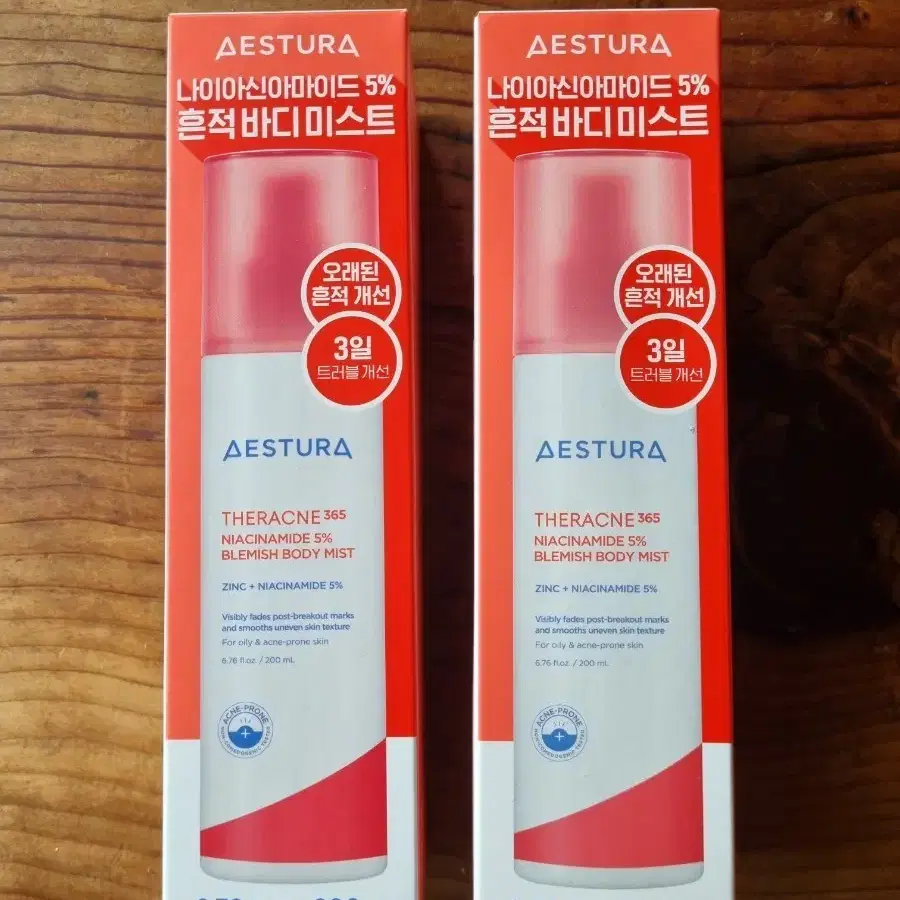 AESTURA
나이아신아마이드 5%
흔적 바디 미스트
오래된
흔적 개선
3일
트러블 개선
AESTURA
THERACNE 365
NIACINAMIDE 5%
BLEMISH BODY MIST
ZINC + NIACINAMIDE 5%
Visibly fades post-breakout marks
and smooths uneven skin texture
For oily & acne-prone skin
6.76 fl.oz. / 200 mL
ACNE-PRONE
NON-COMEDOGENIC TESTED
AESTURA
나이아신아마이드 5%
흔적 바디 미스트
오래된
흔적 개선
3일
트러블 개선
AESTURA
THERACNE 365
NIACINAMIDE 5%
BLEMISH BODY MIST
ZINC + NIACINAMIDE 5%
Visibly fades post-breakout marks
and smooths uneven skin texture
For oily & acne-prone skin
6.76 fl.oz. / 200 mL
ACNE-PRONE
NON-COMEDOGENIC TESTED